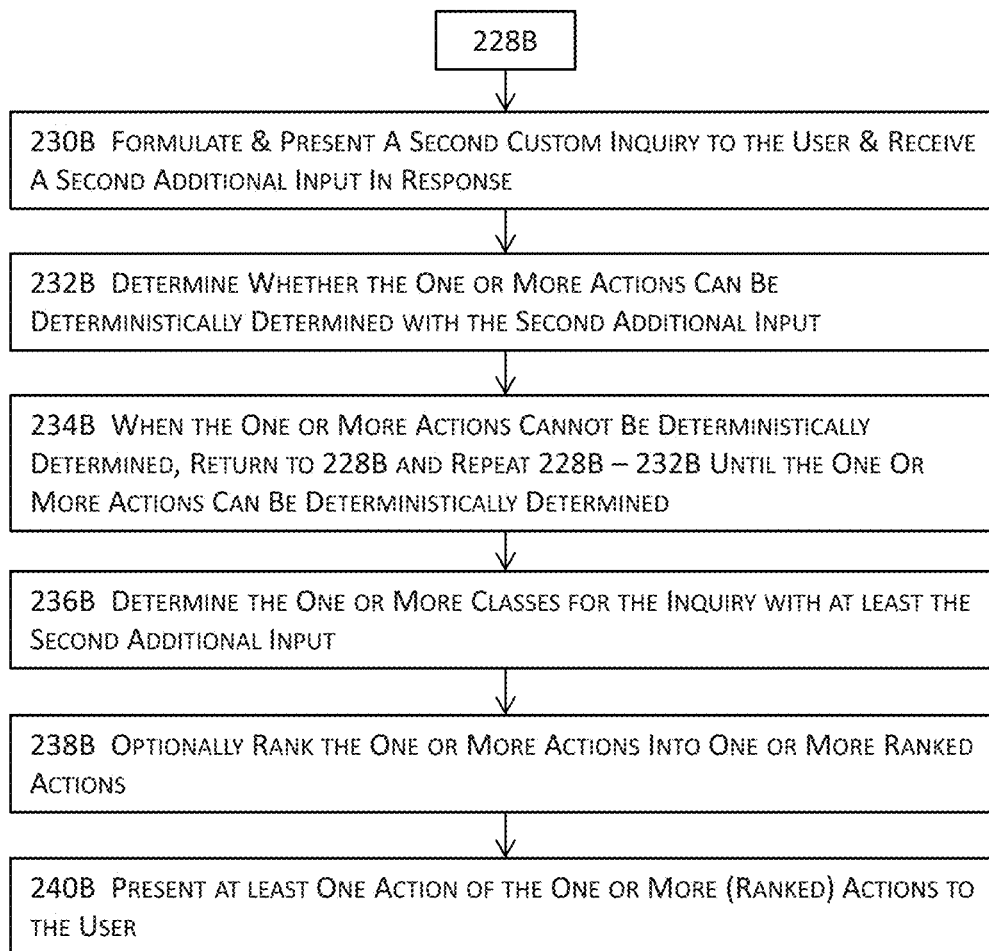 228B
230B FORMULATE & PRESENT A SECOND CUSTOM INQUIRY TO THE USER & RECEIVE
A SECOND ADDITIONAL INPUT IN RESPONSE
232B DETERMINE WHETHER THE ONE OR MORE ACTIONS CAN BE
DETERMINISTICALLY DETERMINED WITH THE SECOND ADDITIONAL INPUT
234B WHEN THE ONE OR MORE ACTIONS CANNOT BE DETERMINISTICALLY
DETERMINED, RETURN TO 228B AND REPEAT 228B – 232B UNTIL THE ONE OR
MORE ACTIONS CAN BE DETERMINISTICALLY DETERMINED
236B DETERMINE THE ONE OR MORE CLASSES FOR THE INQUIRY WITH AT LEAST THE
SECOND ADDITIONAL INPUT
238B OPTIONALLY RANK THE ONE OR MORE ACTIONS INTO ONE OR MORE RANKED
ACTIONS
240B PRESENT AT LEAST ONE ACTION OF THE ONE OR MORE (RANKED) ACTIONS TO
THE USER